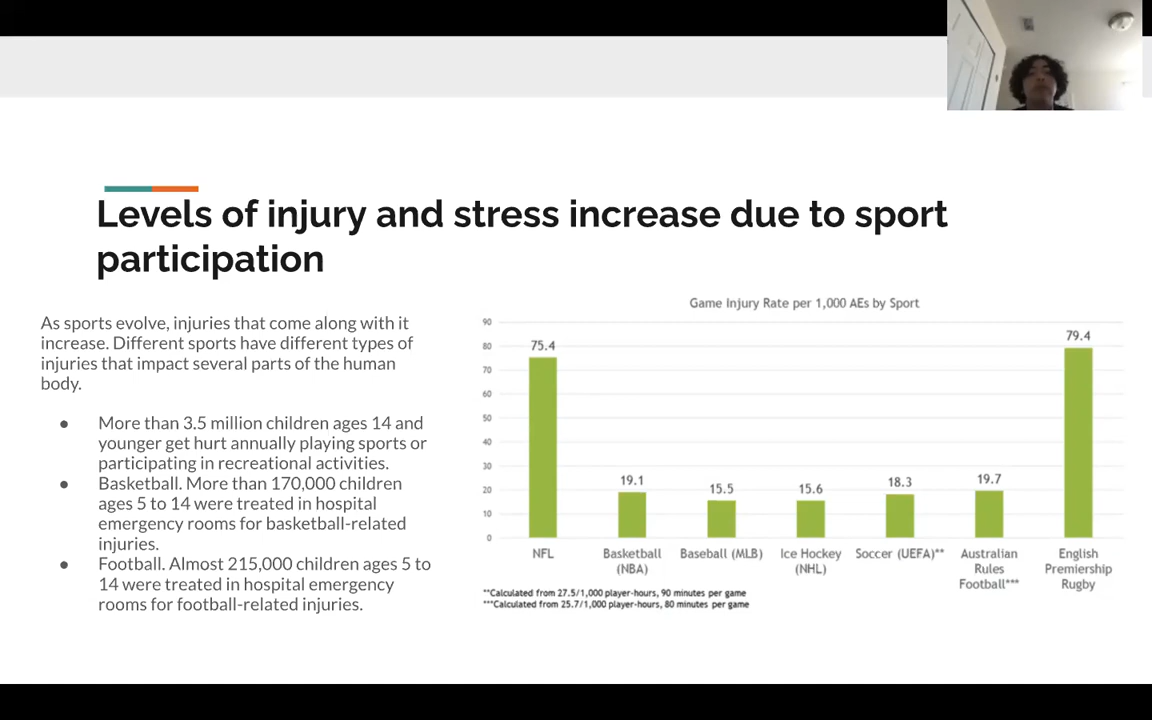 Levels of injury and stress increase due to sport
participation
As sports evolve, injuries that come along with it
increase. Different sports have different types of
injuries that impact several parts of the human
body.
● More than 3.5 million children ages 14 and
younger get hurt annually playing sports or
participating in recreational activities.
● Basketball. More than 170,000 children
ages 5 to 14 were treated in hospital
emergency rooms for basketball-related
injuries.
● Football. Almost 215,000 children ages 5 to
14 were treated in hospital emergency
rooms for football-related injuries.
Game Injury Rate per 1,000 AEs by Sport
90
80
70
60
50
40
30
20
10
0
75.4
19.1
15.5
15.6
18.3
19.7
79.4
NFL
Basketball
(NBA)
Baseball (MLB)
Ice Hockey
(NHL)
Soccer (UEFA)**
Australian
Rules
Football***
English
Premiership
Rugby
**Calculated from 27.5/1,000 player-hours, 90 minutes per game
***Calculated from 25.7/1,000 player-hours, 80 minutes per game